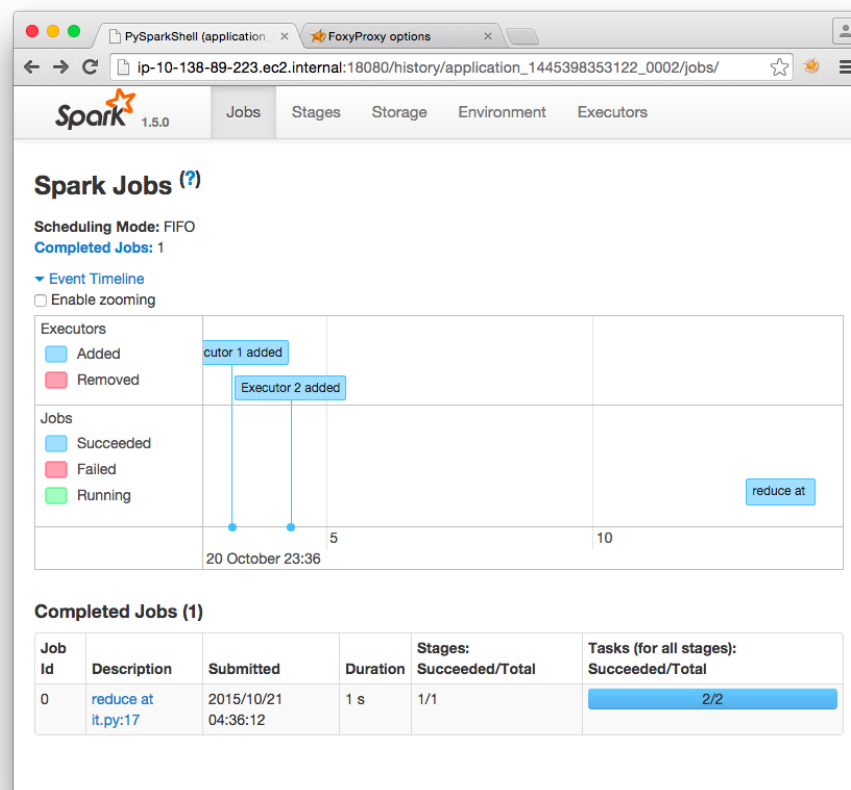 PySparkShell (application_
FoxyProxy options
ip-10-138-89-223.ec2.internal:18080/history/application_1445398353122_0002/jobs/
Spark 1.5.0 Jobs Stages Storage Environment Executors
Spark Jobs (?)
Scheduling Mode: FIFO
Completed Jobs: 1
Event Timeline
Enable zooming
Executors
Added
Removed
cutor 1 added
Executor 2 added
Jobs
Succeeded
Failed
Running
reduce at
5 10
20 October 23:36
Completed Jobs (1)
Job Id Description Submitted Duration Stages: Succeeded/Total Tasks (for all stages): Succeeded/Total
0 reduce at it.py:17 2015/10/21 04:36:12 1 s 1/1 2/2